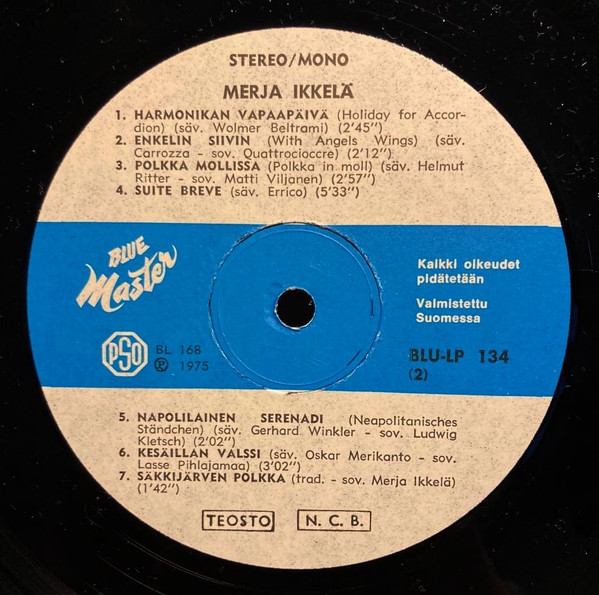 STEREO/MONO
MERJA IKKELÄ
1. HARMONIKAN VAPAAPÄIVÄ (Holiday for Accor-
dion) (säv. Wolmer Beltrami) (2'45")
2. ENKELIN SIIVIN (With Angels Wings) (säv.
Carrozza - sov. Quattrocioccre) (2'12")
3. POLKKA MOLLISSA (Polkka in moll) (säv. Helmut
Ritter - sov. Matti Viljanen) (2'57")
4. SUITE BREVE (säv. Errico) (5'33")
BLUE
Master
Kaikki oikeudet
pidätetään
Valmistettu
Suomessa
PSO
BL 168
Ⓟ 1975
BLU-LP 134
(2)
5. NAPOLILAINEN SERENADI (Neapolitanisches
Ständchen) (säv. Gerhard Winkler - sov. Ludwig
Kletsch) (2'02")
6. KESÄILLAN VALSSI (säv. Oskar Merikanto - sov.
Lasse Pihlajamaa) (3'02")
7. SÄKKIJÄRVEN POLKKA (trad. - sov. Merja Ikkelä)
(1'42")
TEOSTO N. C. B.